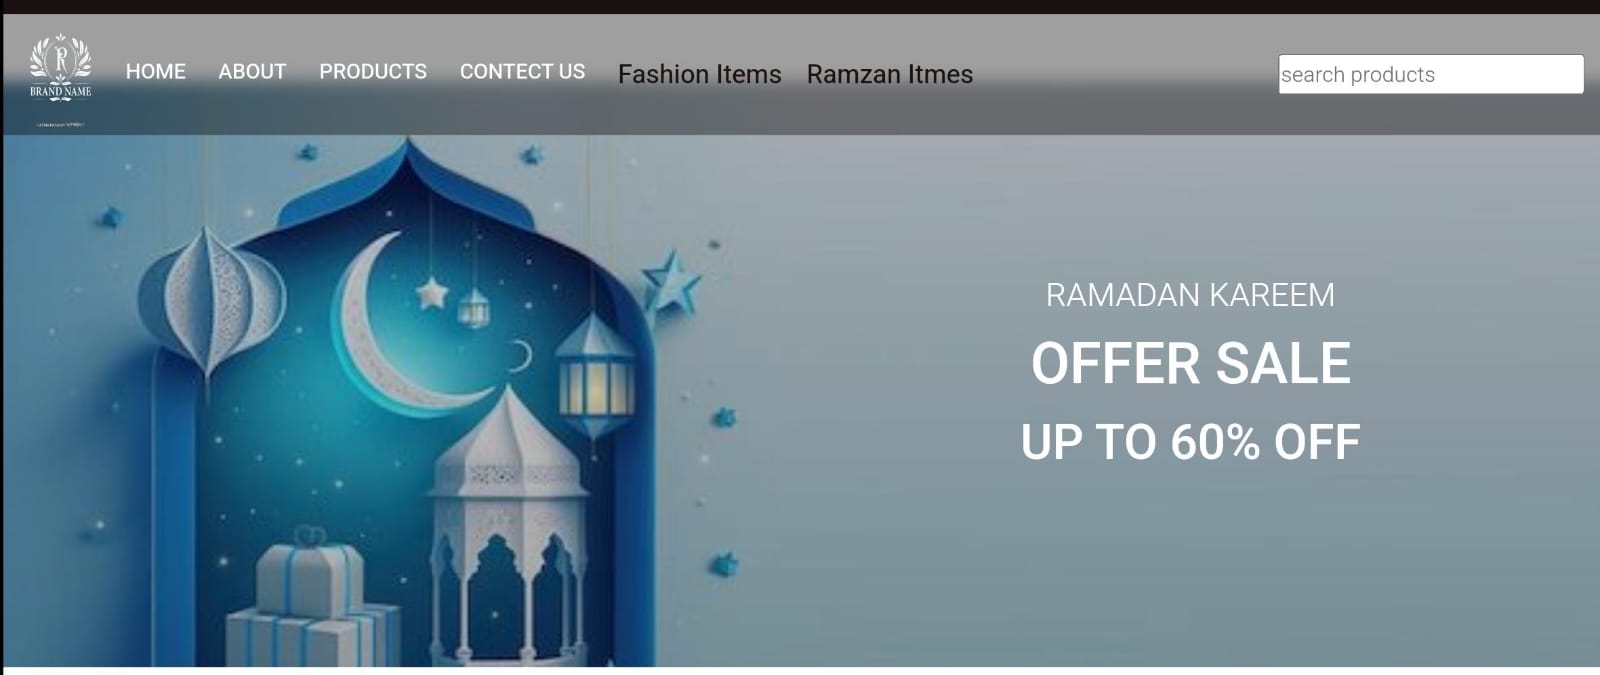 R
BRAND NAME
HOME ABOUT PRODUCTS CONTECT US Fashion Items Ramzan Itmes
search products
RAMADAN KAREEM
OFFER SALE
UP TO 60% OFF